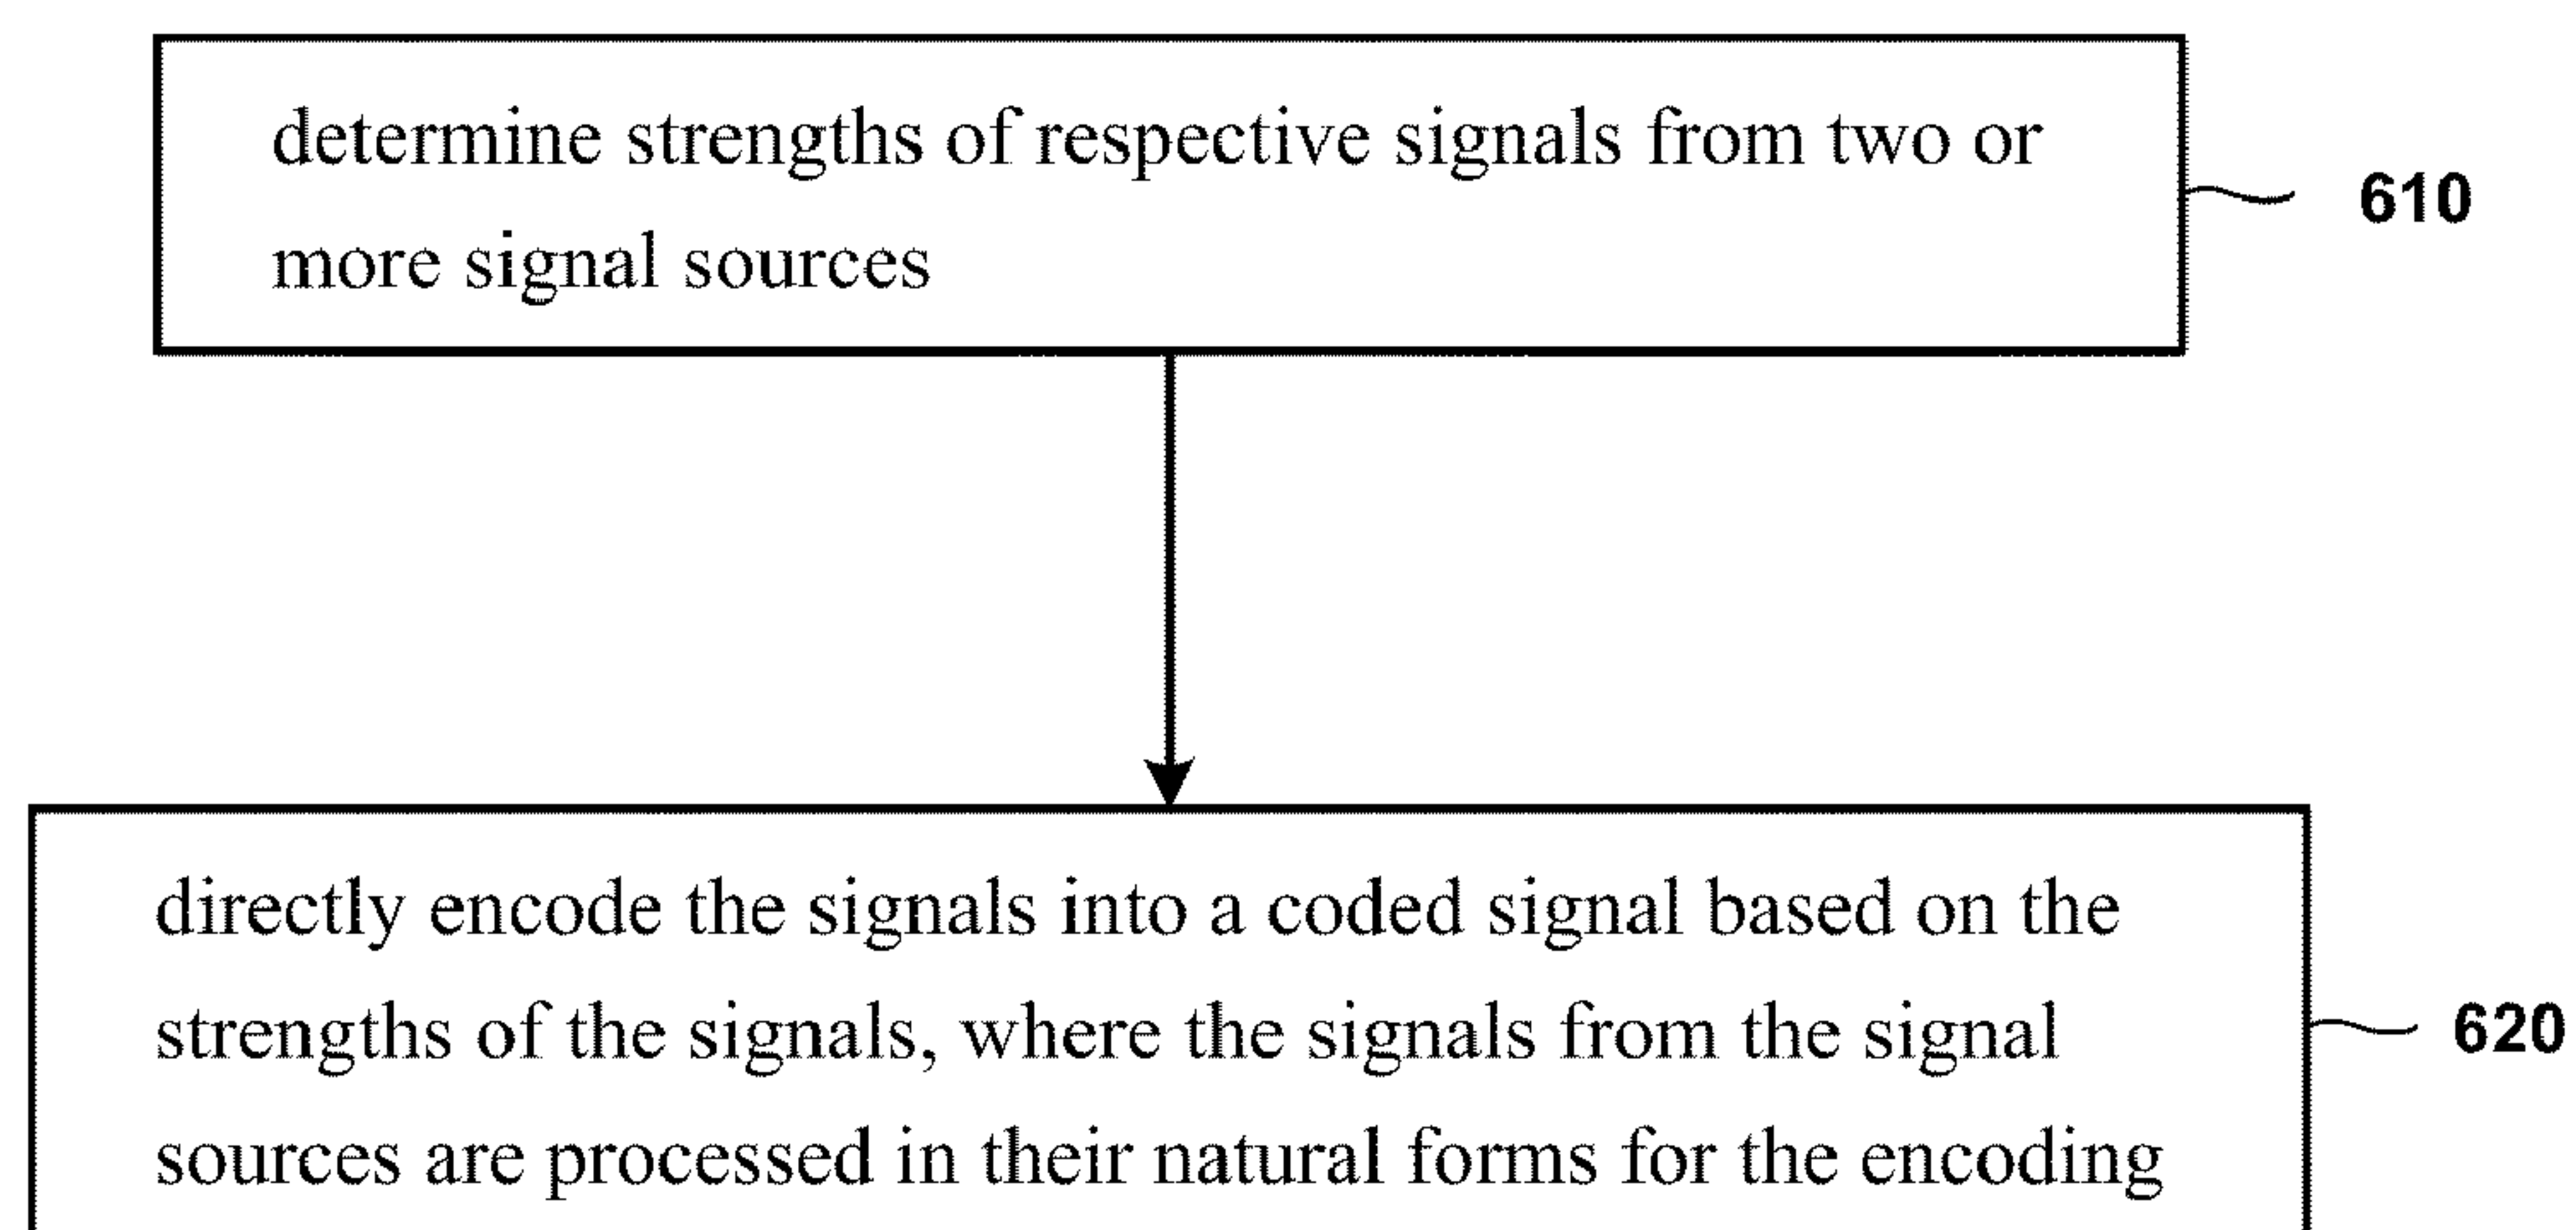 determine strengths of respective signals from two or
more signal sources
610
directly encode the signals into a coded signal based on the
strengths of the signals, where the signals from the signal
sources are processed in their natural forms for the encoding
620